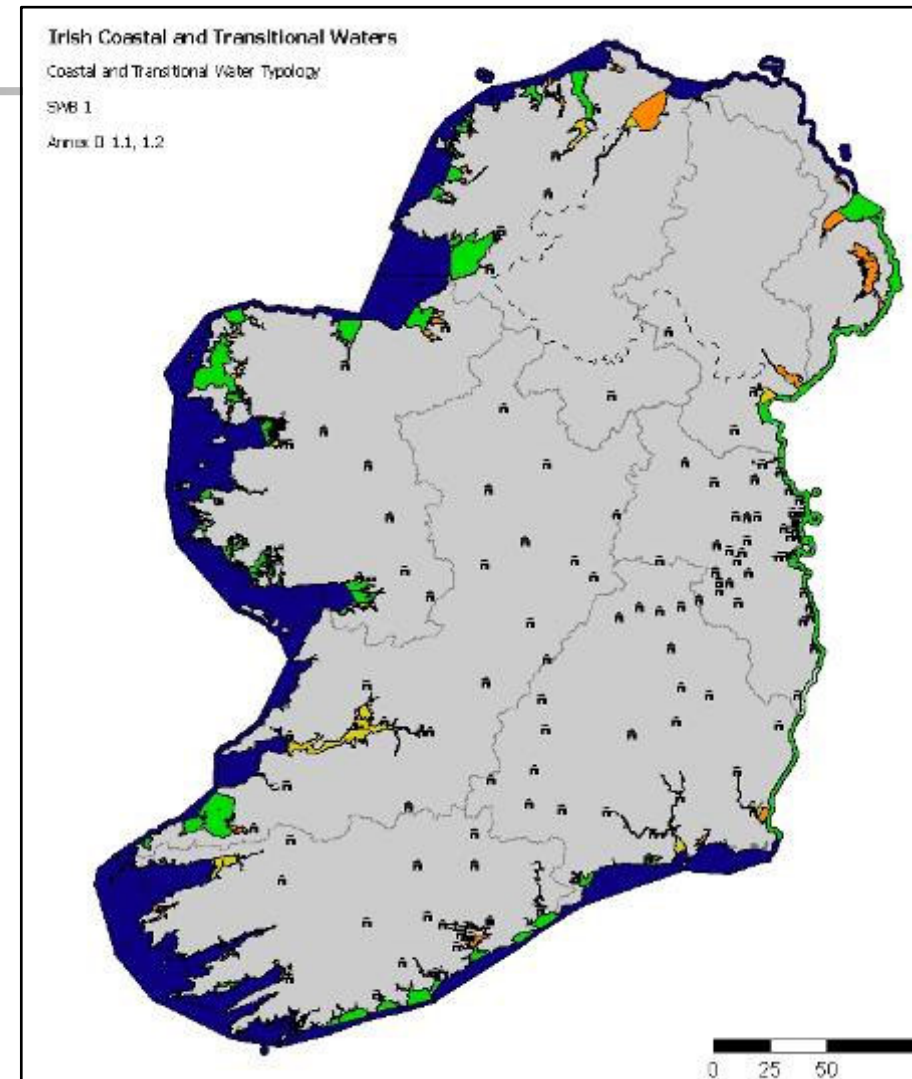 Irish Coastal and Transitional Waters
Coastal and Transitional Water Typology
SWB 1
Annex II 1.1, 1.2
0 25 50